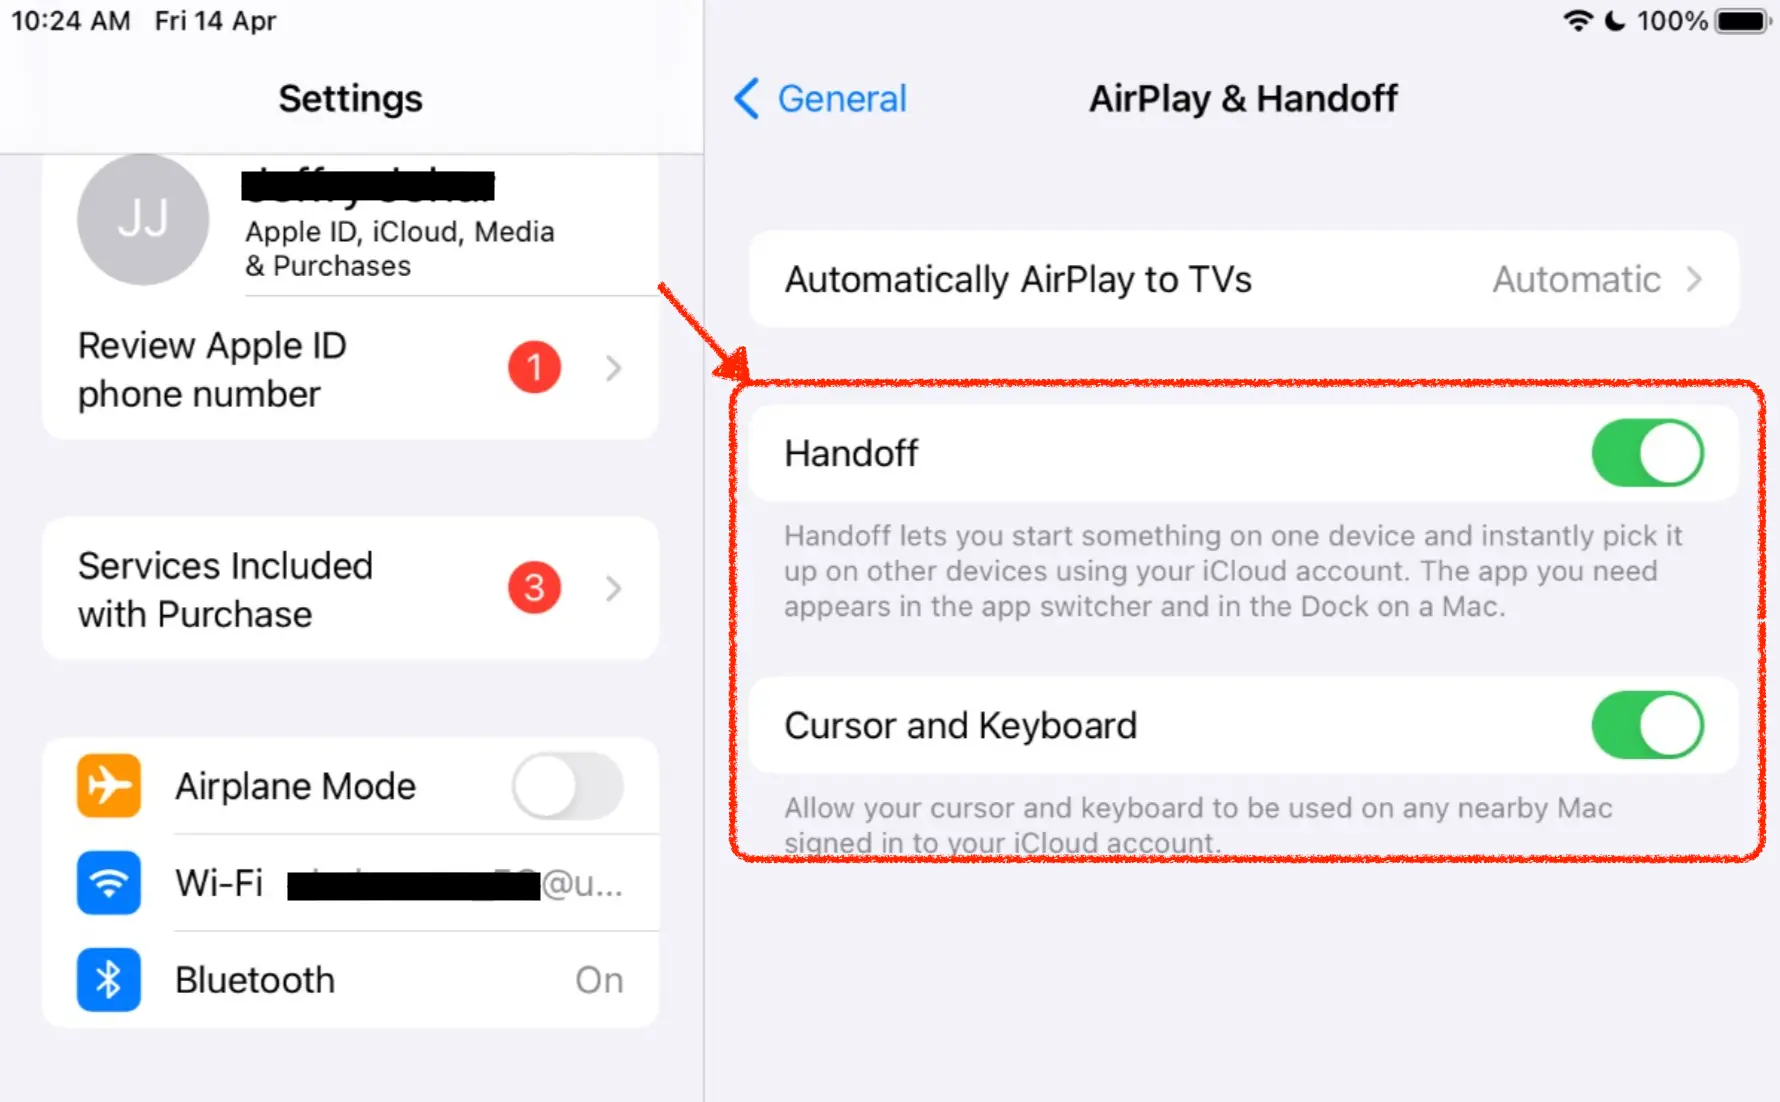 10:24 AM Fri 14 Apr
100%
Settings
JJ
Apple ID, iCloud, Media
& Purchases
Review Apple ID
phone number
1
Services Included
with Purchase
3
Airplane Mode
Wi-Fi @u...
Bluetooth On
General
AirPlay & Handoff
Automatically AirPlay to TVs Automatic
Handoff
Handoff lets you start something on one device and instantly pick it
up on other devices using your iCloud account. The app you need
appears in the app switcher and in the Dock on a Mac.
Cursor and Keyboard
Allow your cursor and keyboard to be used on any nearby Mac
signed in to your iCloud account.